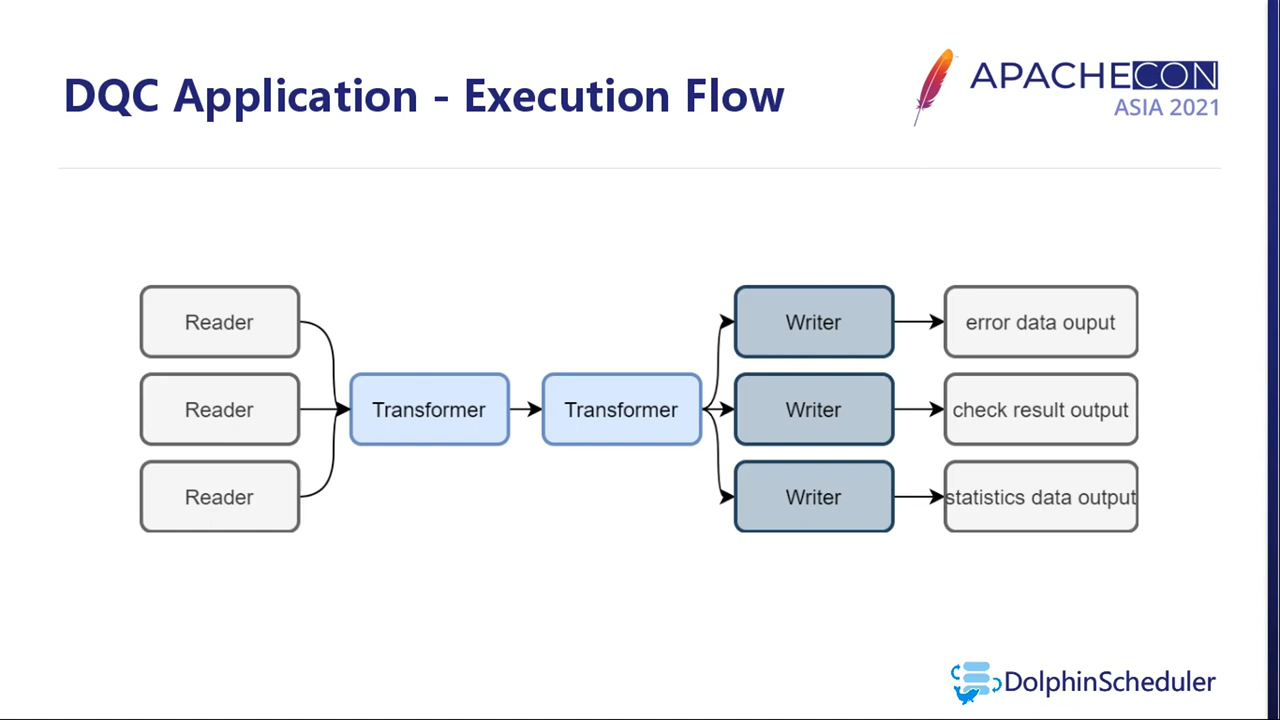 DQC Application - Execution Flow
APACHECON
ASIA 2021
Reader
Writer
error data ouput
Reader
Transformer
Transformer
Writer
check result output
Reader
Writer
statistics data output
DolphinScheduler